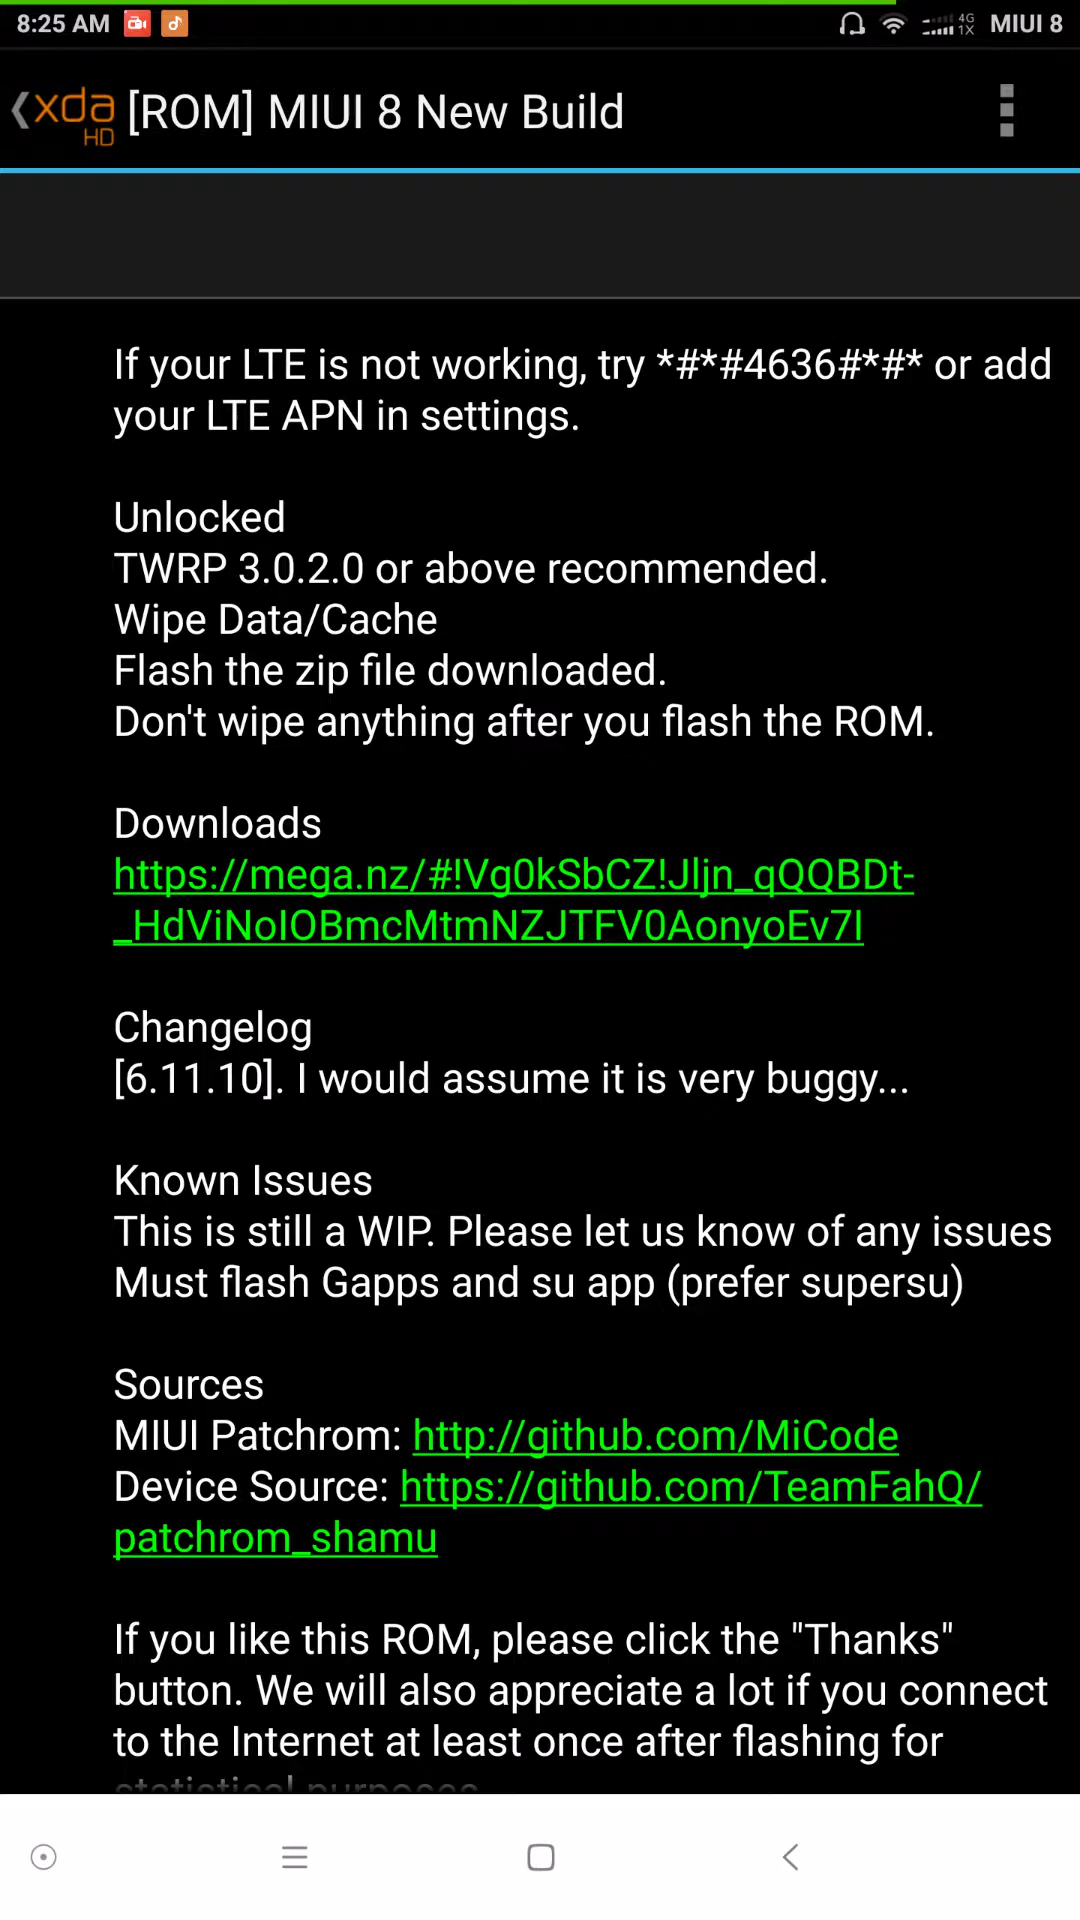 8:25 AM 4G 1X MIUI 8
xda HD [ROM] MIUI 8 New Build
If your LTE is not working, try *#*#4636#*#* or add
your LTE APN in settings.
Unlocked
TWRP 3.0.2.0 or above recommended.
Wipe Data/Cache
Flash the zip file downloaded.
Don't wipe anything after you flash the ROM.
Downloads
https://mega.nz/#!Vg0kSbCZ!Jljn_qQQBDt-
_HdViNoIOBmcMtmNZJTFV0AonyoEv7I
Changelog
[6.11.10]. I would assume it is very buggy...
Known Issues
This is still a WIP. Please let us know of any issues
Must flash Gapps and su app (prefer supersu)
Sources
MIUI Patchrom: http://github.com/MiCode
Device Source: https://github.com/TeamFahQ/
patchrom_shamu
If you like this ROM, please click the "Thanks"
button. We will also appreciate a lot if you connect
to the Internet at least once after flashing for
statistical purposes